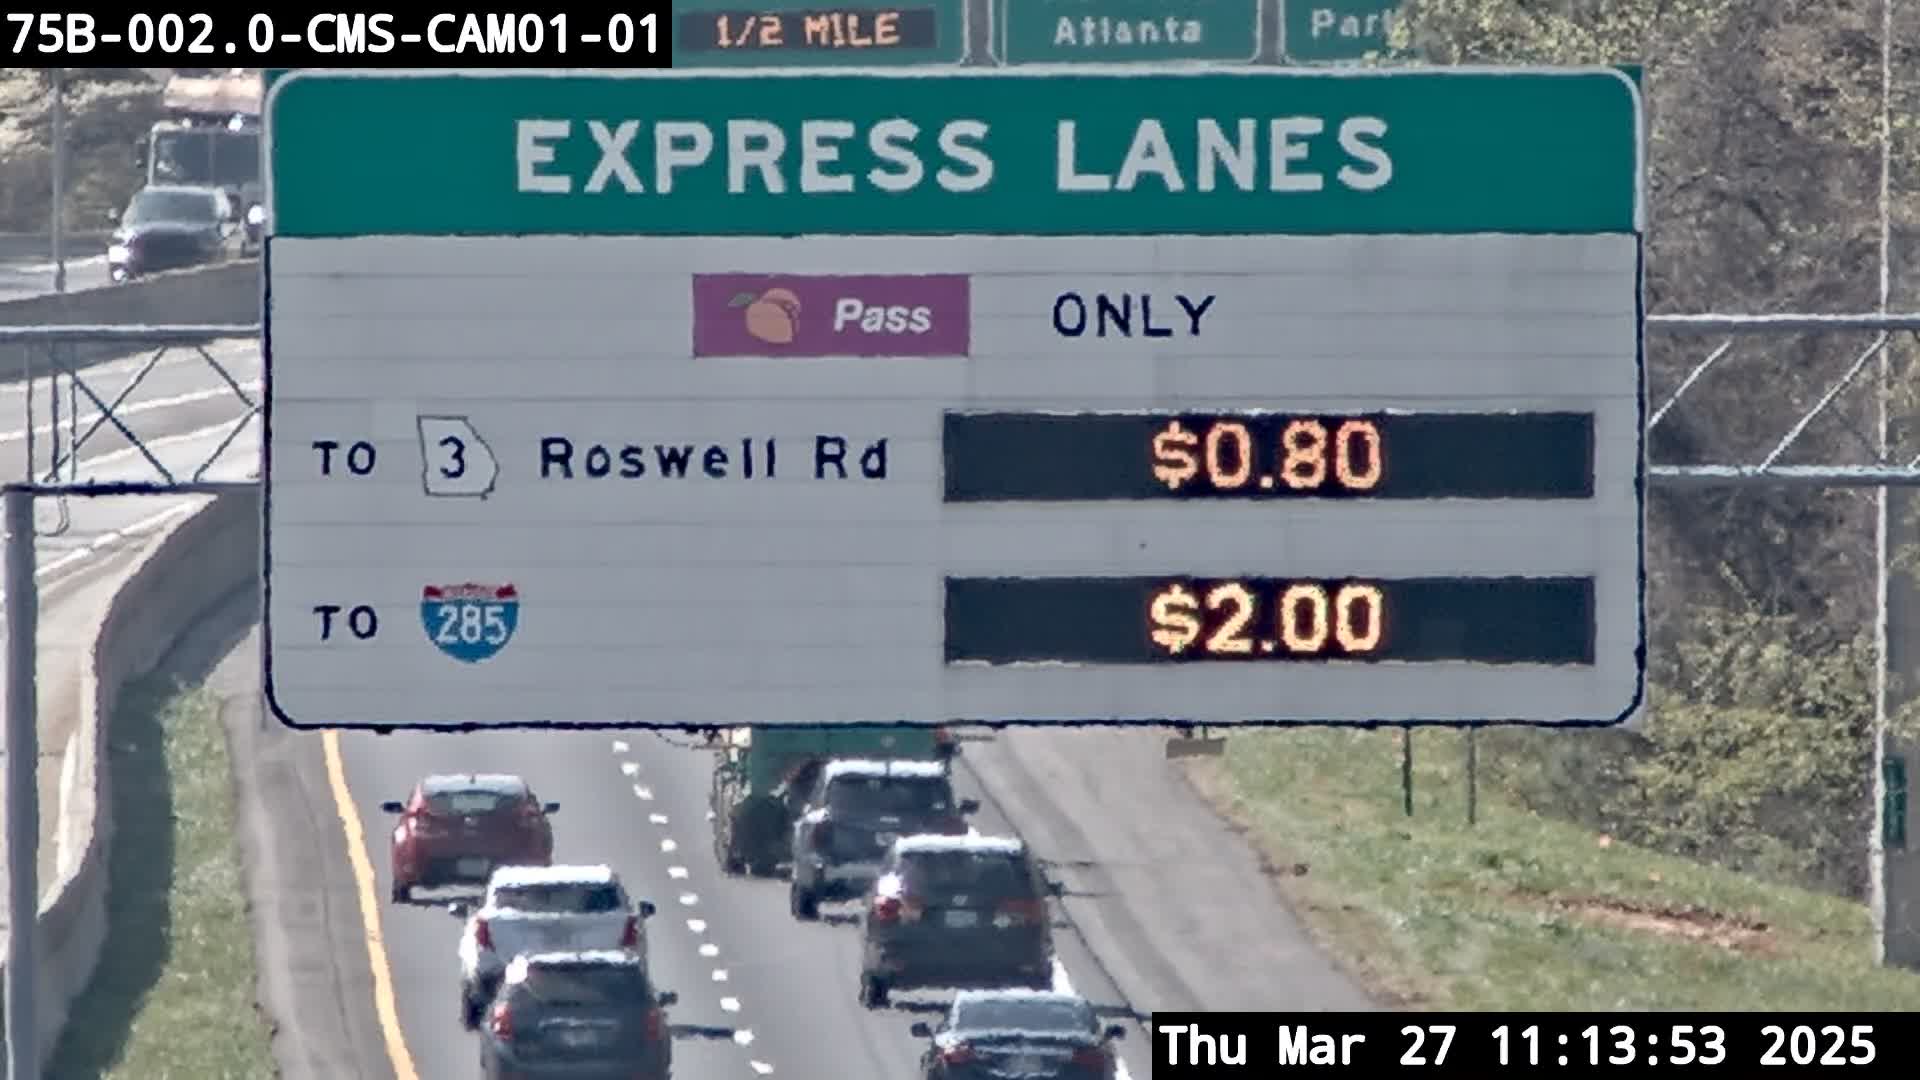 75B-002.0-CMS-CAM01-01
1/2 MILE
Atlanta
EXPRESS LANES
Pass ONLY
TO 3 Roswell Rd $0.80
TO 285 $2.00
Thu Mar 27 11:13:53 2025